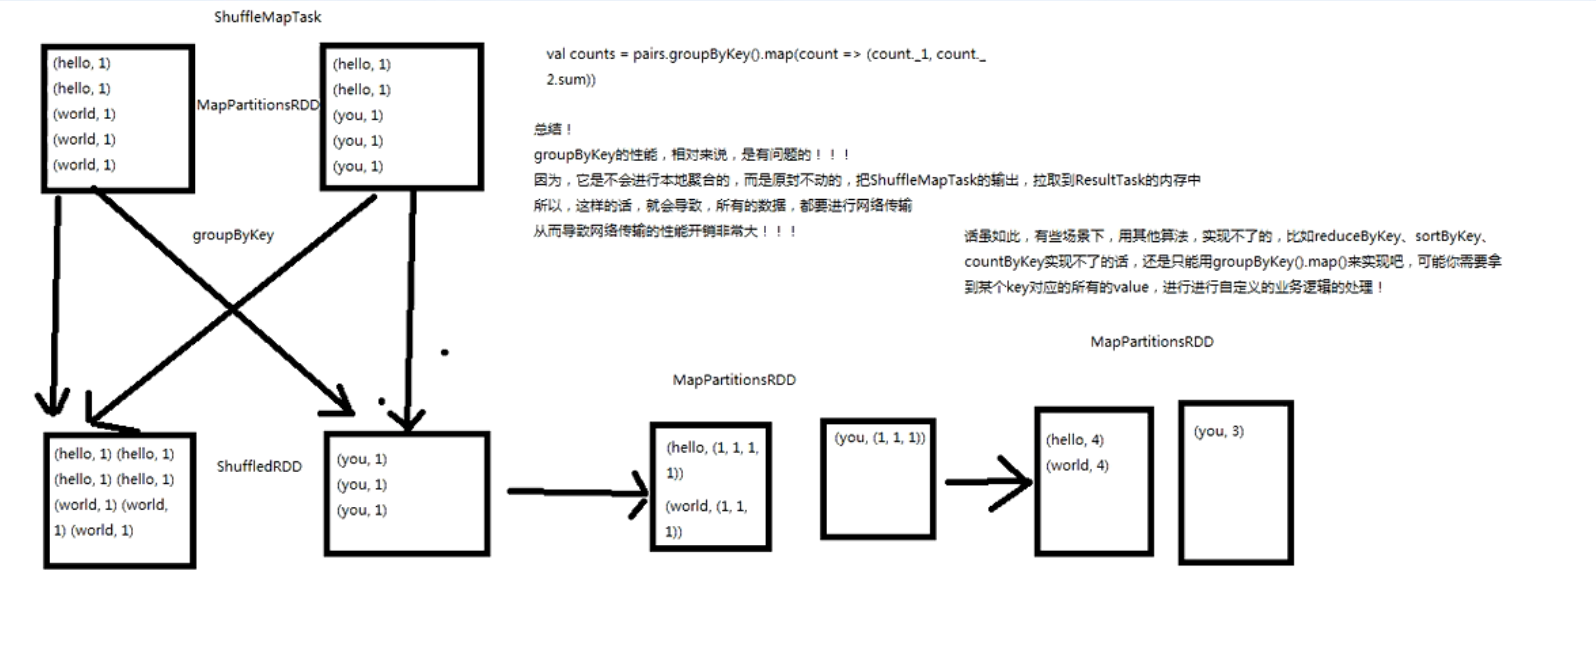 ShuffleMapTask
(hello, 1)
(hello, 1)
(world, 1)
(world, 1)
(world, 1)
MapPartitionsRDD
(hello, 1)
(hello, 1)
(you, 1)
(you, 1)
(you, 1)
val counts = pairs.groupByKey().map(count => (count._1, count._
2.sum))
总结！
groupByKey的性能，相对来说，是有问题的！！！
因为，它是不会进行本地聚合的，而是原封不动的，把ShuffleMapTask的输出，拉取到ResultTask的内存中
所以，这样的话，就会导致，所有的数据，都要进行网络传输
从而导致网络传输的性能开销非常大！！！
话虽如此，有些场景下，用其他算法，实现不了的，比如reduceByKey、sortByKey、
countByKey实现不了的话，还是只能用groupByKey().map()来实现吧，可能你需要拿
到某个key对应的所有的value，进行进行自定义的业务逻辑的处理！
groupByKey
(hello, 1) (hello, 1)
(hello, 1) (hello, 1)
(world, 1) (world,
1) (world, 1)
ShuffledRDD
(you, 1)
(you, 1)
(you, 1)
MapPartitionsRDD
(hello, (1, 1, 1,
1))
(world, (1, 1,
1))
(you, (1, 1, 1))
MapPartitionsRDD
(hello, 4)
(world, 4)
(you, 3)